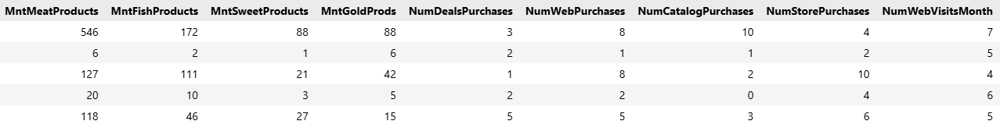 MntMeatProducts MntFishProducts MntSweetProducts MntGoldProds NumDealsPurchases NumWebPurchases NumCatalogPurchases NumStorePurchases NumWebVisitsMonth
546 172 88 88 3 8 10 4 7
6 2 1 6 2 1 1 2 5
127 111 21 42 1 8 2 10 4
20 10 3 5 2 2 0 4 6
118 46 27 15 5 5 3 6 5